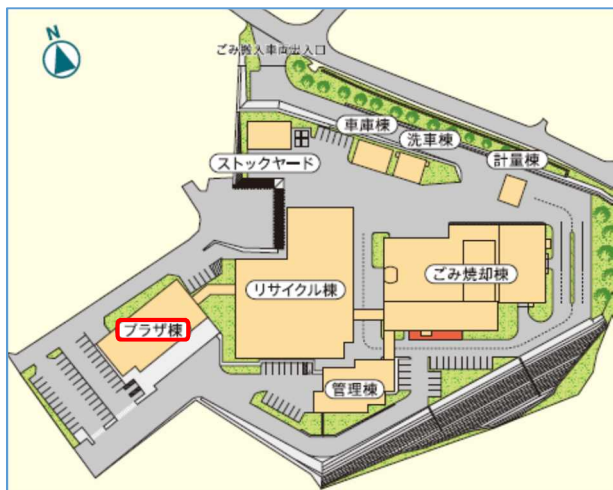 N
ごみ搬入車両出入口
車庫棟
洗車棟
計量棟
ストックヤード
リサイクル棟
ごみ焼却棟
プラザ棟
管理棟